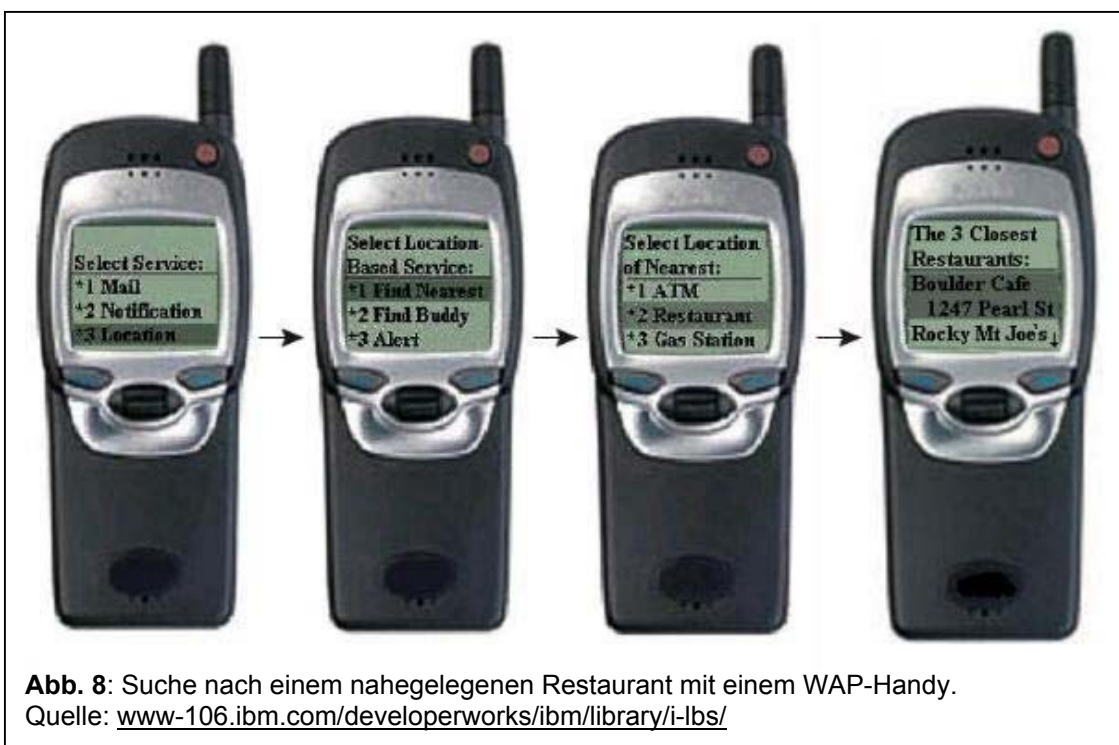 Select Service:
*1 Mail
*2 Notification
*3 Location
Select Location-
Based Service:
*1 Find Nearest
*2 Find Buddy
*3 Alert
Select Location
of Nearest:
*1 ATM
*2 Restaurant
*3 Gas Station
The 3 Closest
Restaurants:
Boulder Cafe
1247 Pearl St
Rocky Mt Joe's↓
Abb. 8: Suche nach einem nahegelegenen Restaurant mit einem WAP-Handy.
Quelle: www-106.ibm.com/developerworks/ibm/library/i-lbs/